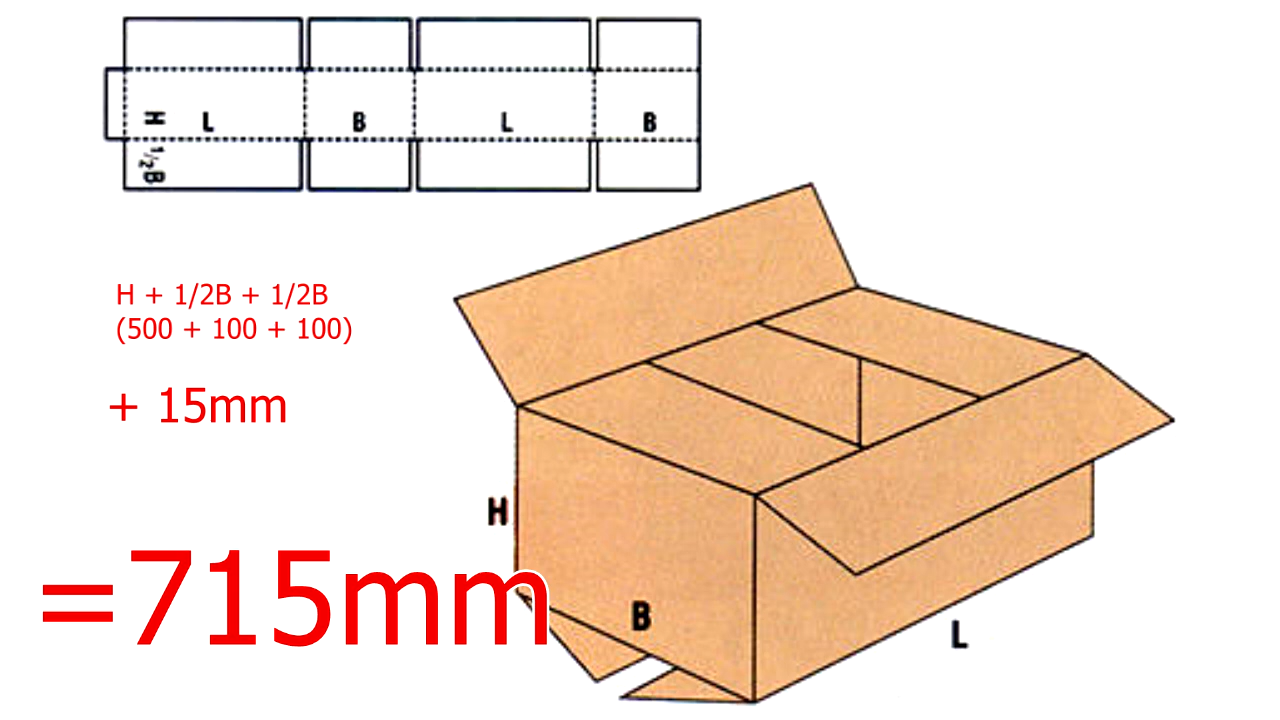 H L B L B
1/2B
H + 1/2B + 1/2B
(500 + 100 + 100)
+ 15mm
H
=715mm
B
L